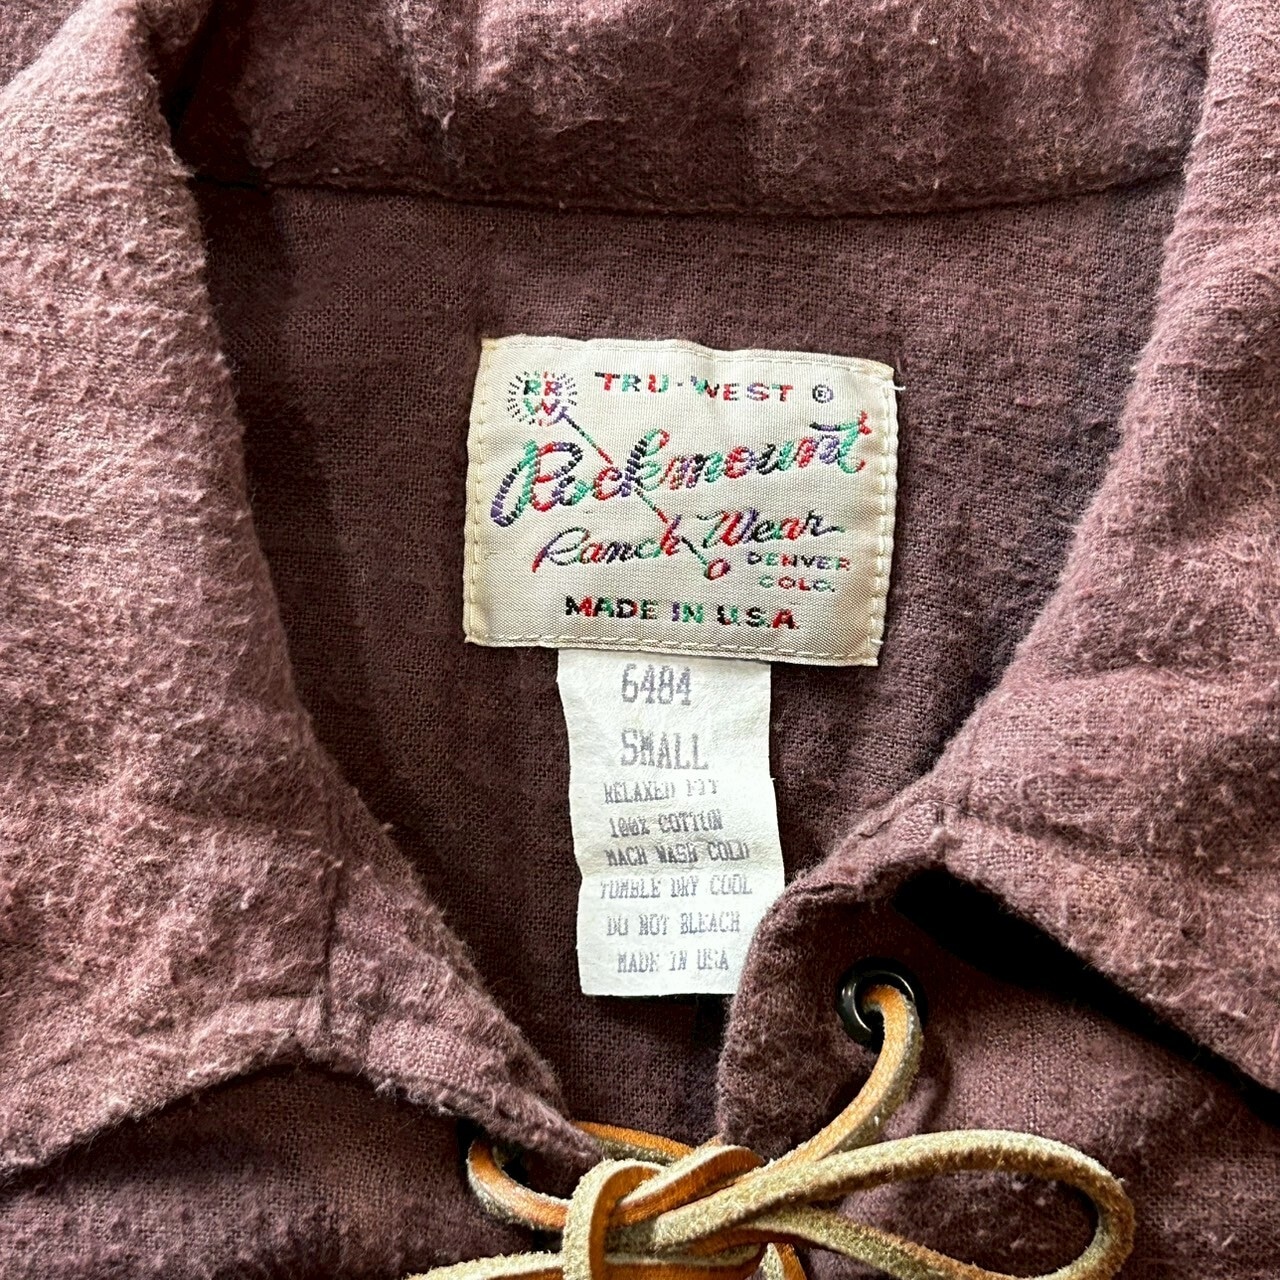 RR
W
TRU-WEST ®
Rockmount
Ranch Wear
DENVER
COLO.
MADE IN U.S.A.
6484
SMALL
RELAXED FIT
100% COTTON
MACH WASH COLD
TUMBLE DRY COOL
DO NOT BLEACH
MADE IN USA